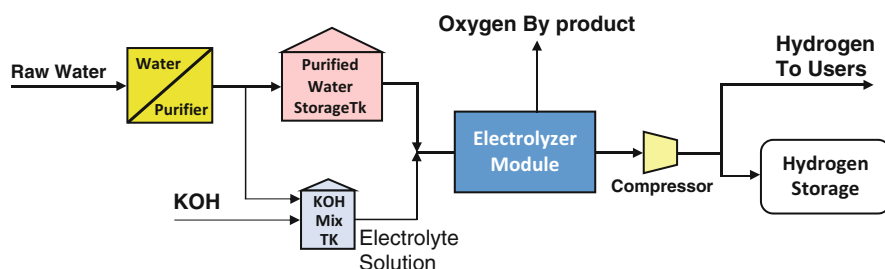 Oxygen By product
Hydrogen
To Users
Raw Water
Water
Purifier
Purified
Water
StorageTk
Electrolyzer
Module
Compressor
Hydrogen
Storage
KOH
KOH
Mix
TK
Electrolyte
Solution